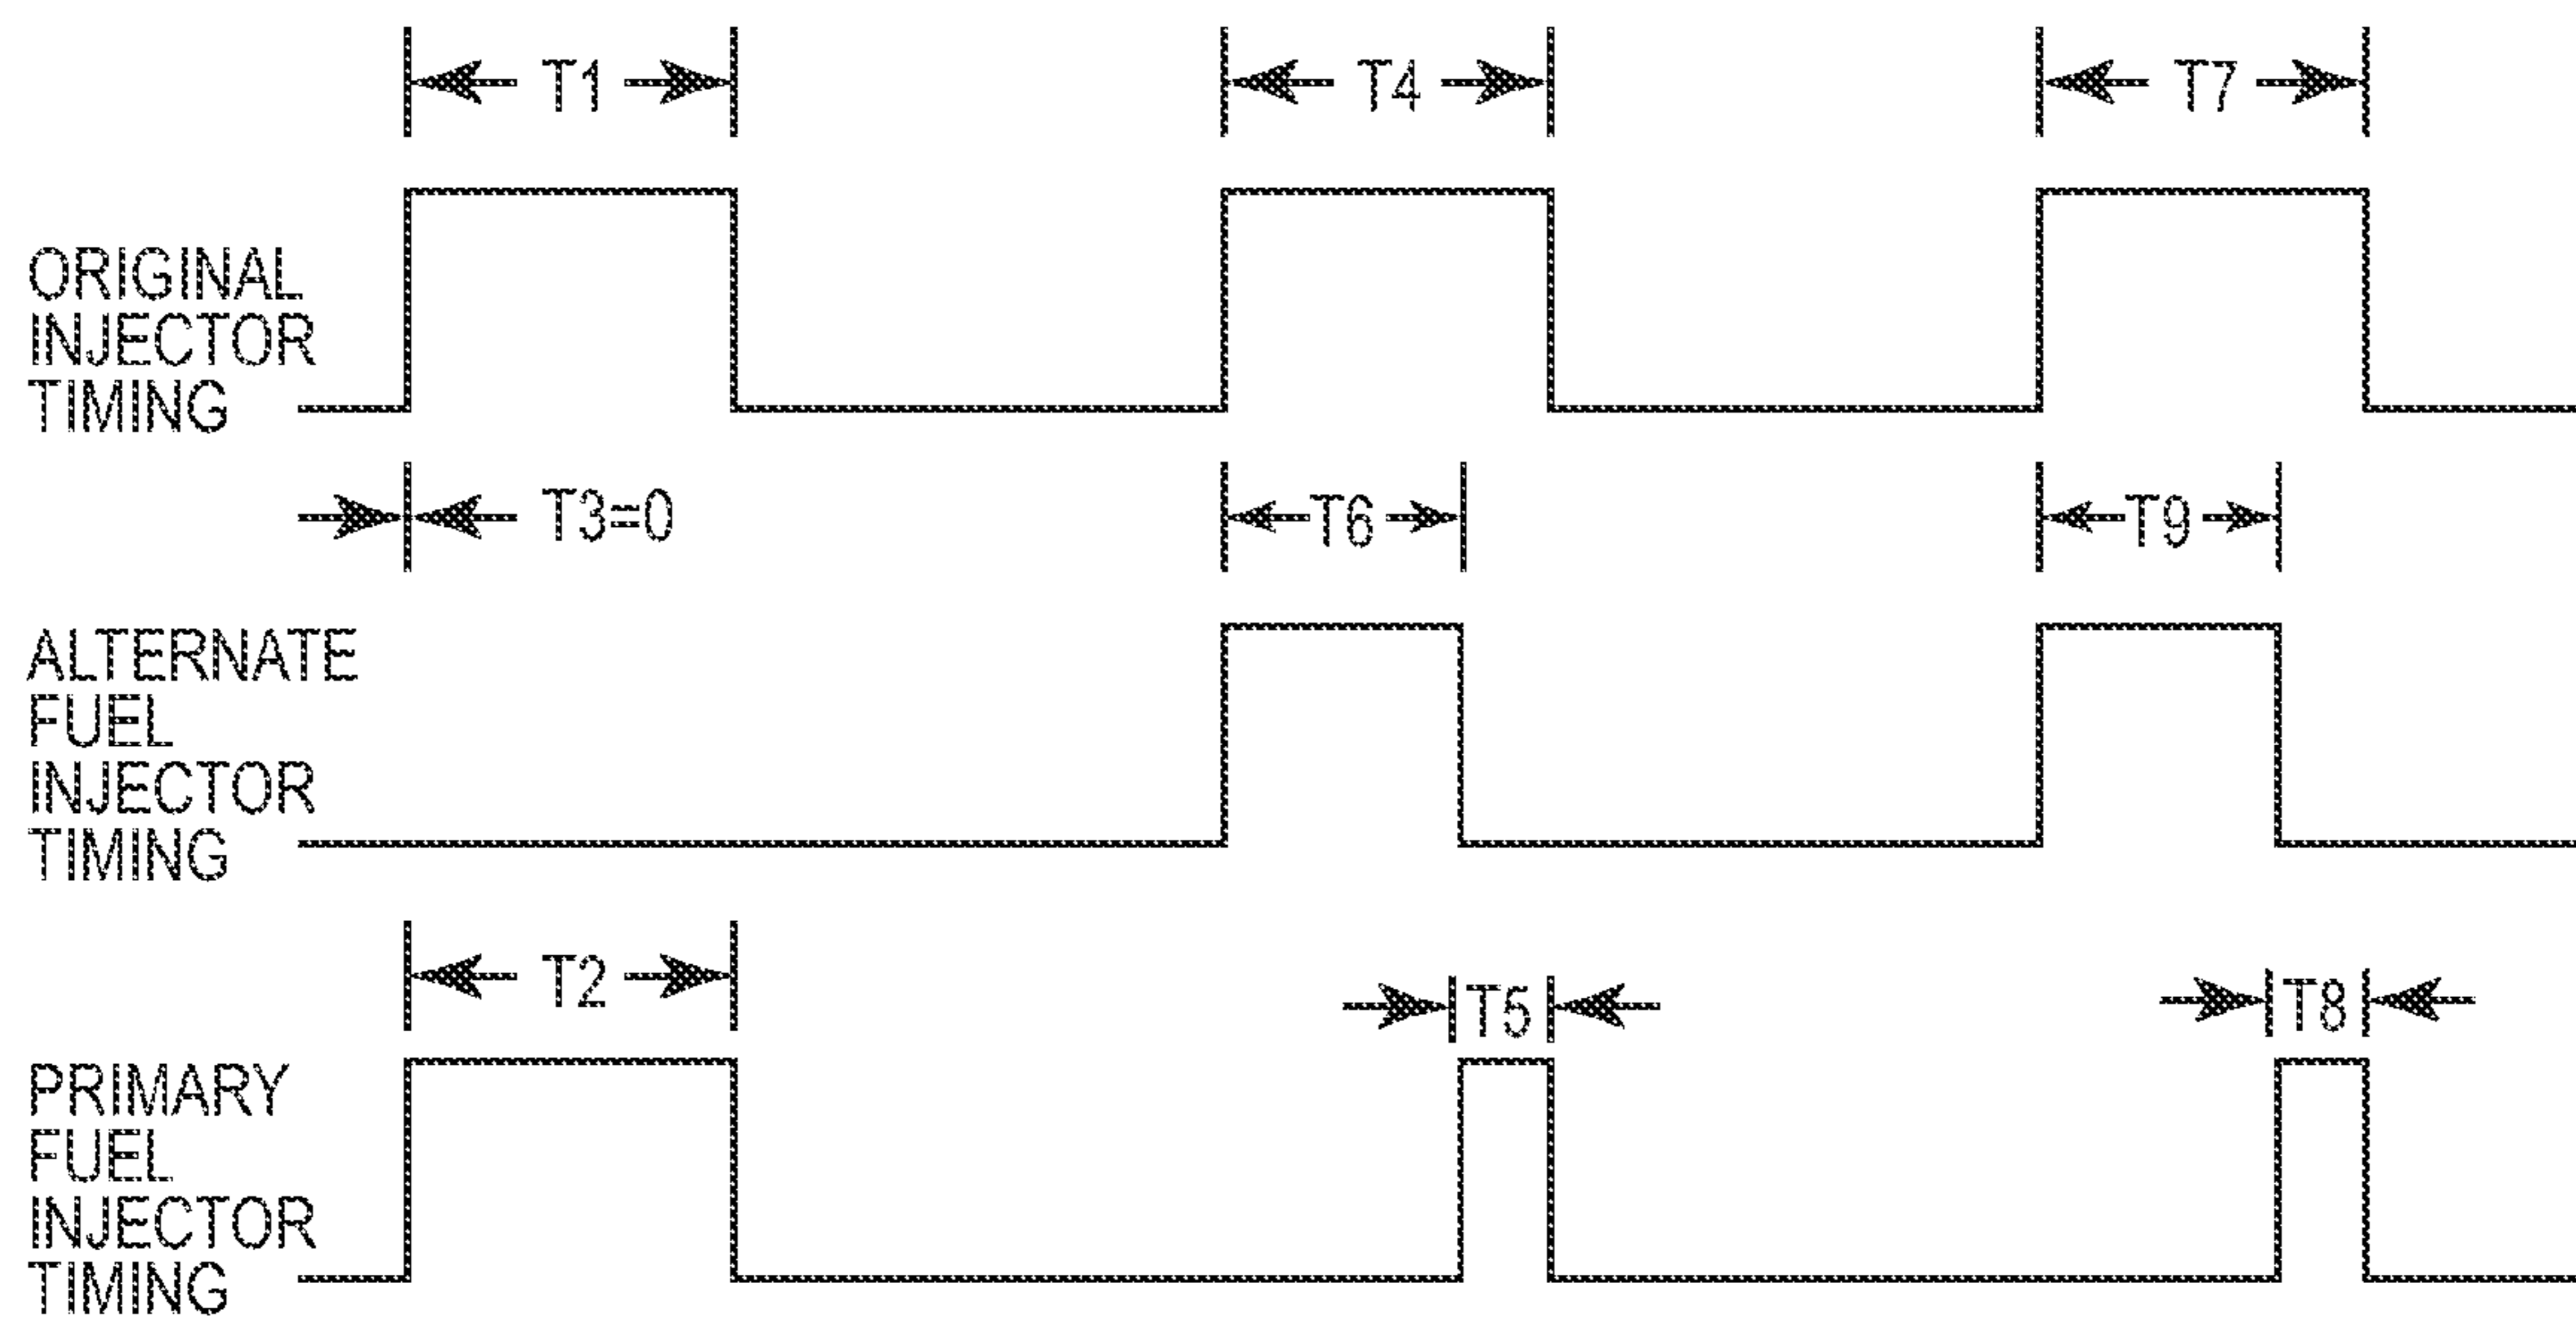 T1 T4 T7
ORIGINAL
INJECTOR
TIMING
T3=0 T6 T9
ALTERNATE
FUEL
INJECTOR
TIMING
T2 T5 T8
PRIMARY
FUEL
INJECTOR
TIMING